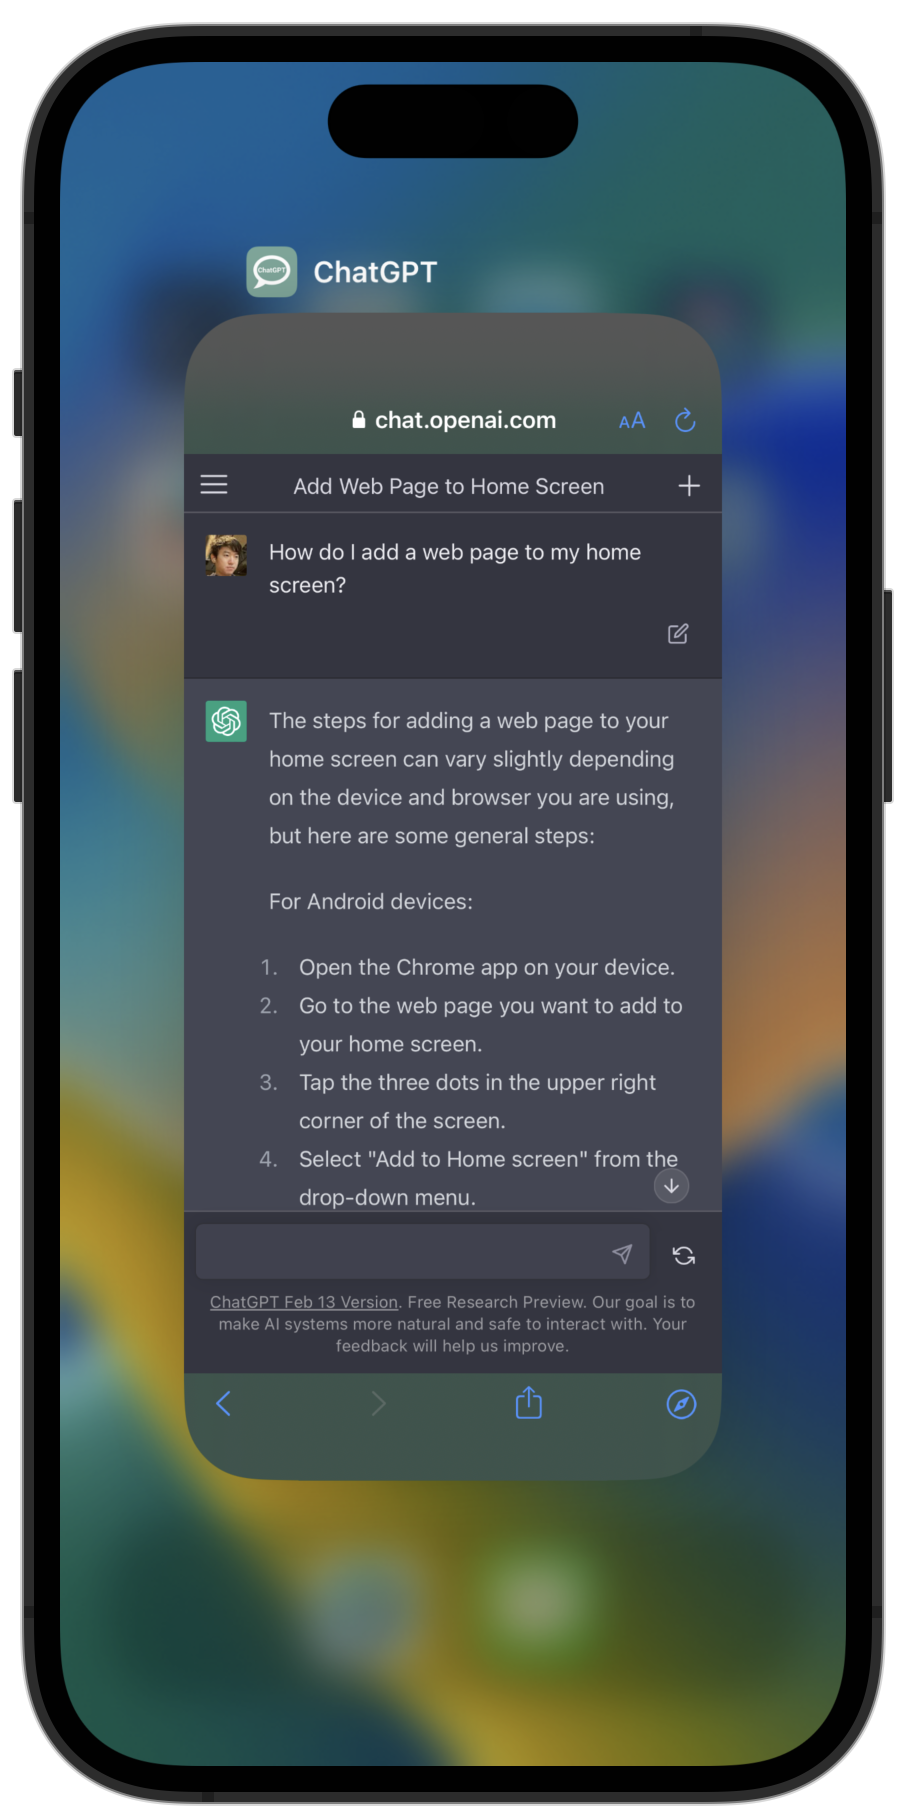 ChatGPT
ChatGPT
chat.openai.com
AA
Add Web Page to Home Screen
How do I add a web page to my home
screen?
The steps for adding a web page to your
home screen can vary slightly depending
on the device and browser you are using,
but here are some general steps:
For Android devices:
1. Open the Chrome app on your device.
2. Go to the web page you want to add to
your home screen.
3. Tap the three dots in the upper right
corner of the screen.
4. Select "Add to Home screen" from the
drop-down menu.
ChatGPT Feb 13 Version. Free Research Preview. Our goal is to
make AI systems more natural and safe to interact with. Your
feedback will help us improve.